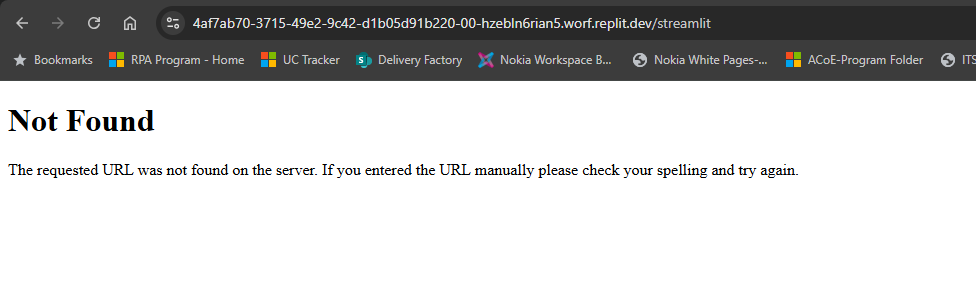 4af7ab70-3715-49e2-9c42-d1b05d91b220-00-hzebln6rian5.worf.replit.dev/streamlit
Bookmarks RPA Program - Home UC Tracker Delivery Factory Nokia Workspace B... Nokia White Pages-... ACoE-Program Folder ITS
Not Found
The requested URL was not found on the server. If you entered the URL manually please check your spelling and try again.